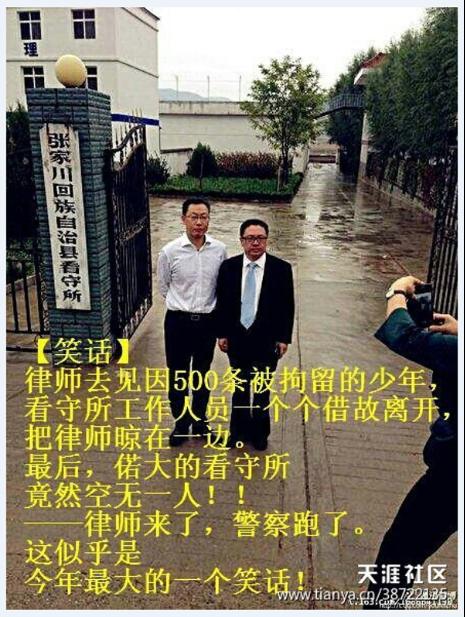 理
张家川回族自治县看守所
【笑话】
律师去见因500条被拘留的少年，
看守所工作人员一个个借故离开，
把律师晾在一边。
最后，偌大的看守所
竟然空无一人！！
——律师来了，警察跑了。
这似乎是
今年最大的一个笑话！
天涯社区